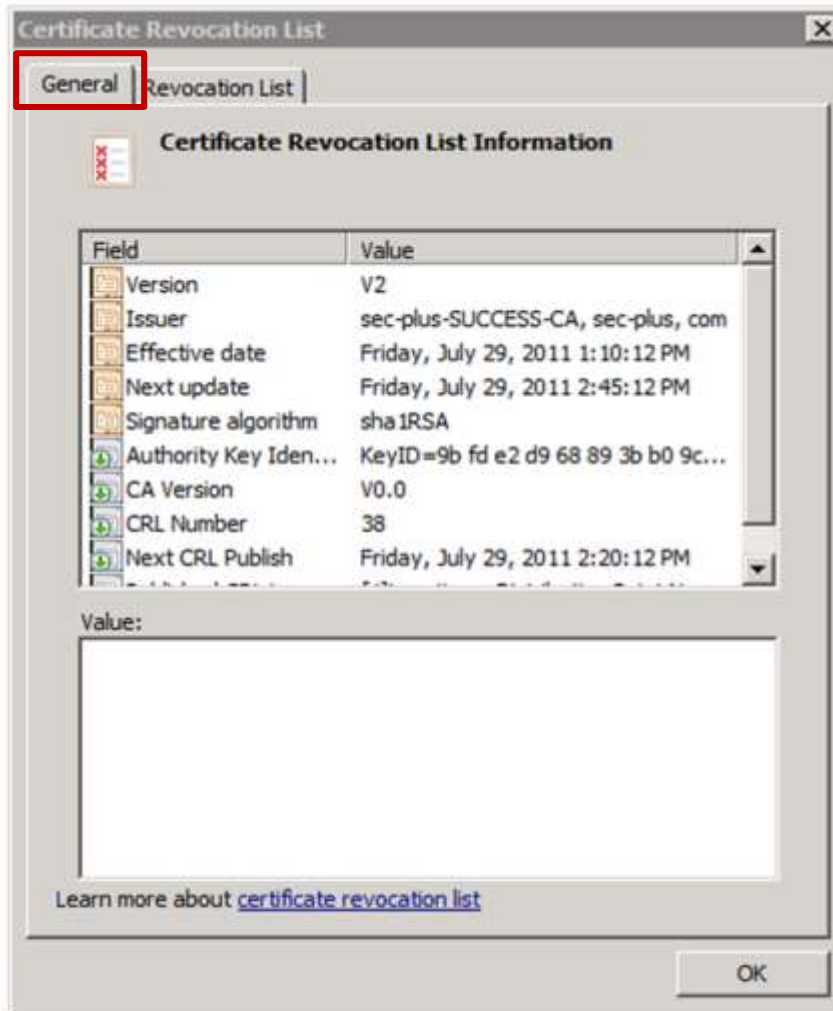 Certificate Revocation List
General Revocation List
Certificate Revocation List Information
Field Value
Version V2
Issuer sec-plus-SUCCESS-CA, sec-plus, com
Effective date Friday, July 29, 2011 1:10:12 PM
Next update Friday, July 29, 2011 2:45:12 PM
Signature algorithm sha1RSA
Authority Key Iden... KeyID=9b fd e2 d9 68 89 3b b0 9c...
CA Version V0.0
CRL Number 38
Next CRL Publish Friday, July 29, 2011 2:20:12 PM
Value:
Learn more about certificate revocation list
OK